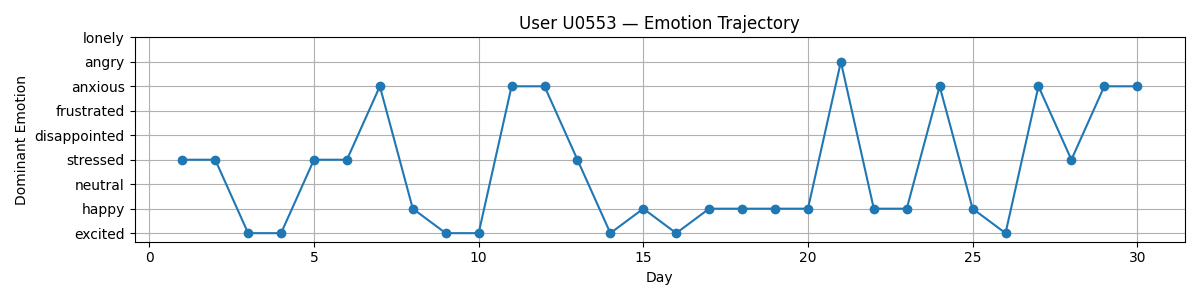 User U0553 — Emotion Trajectory
Dominant Emotion
lonely
angry
anxious
frustrated
disappointed
stressed
neutral
happy
excited
0 5 10 15 20 25 30
Day